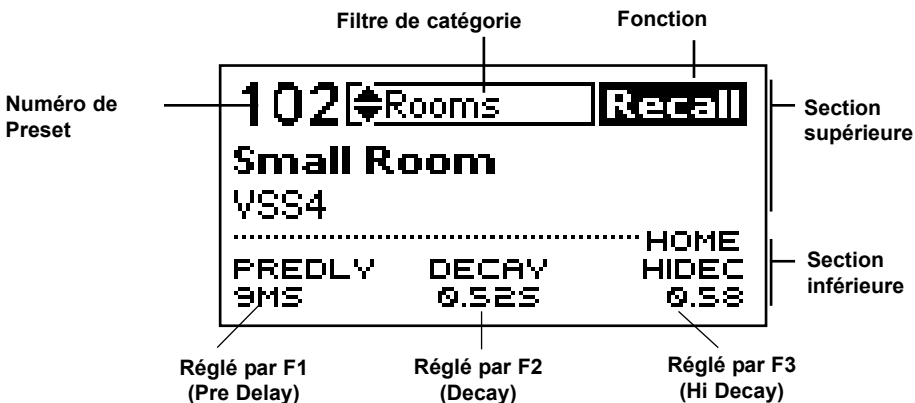 Filtre de catégorie
Fonction
Numéro de
Preset
102 Rooms Recall
Small Room
VSS4
HOME
PREDLY DECAY HIDEC
9MS 0.52S 0.58
Section
supérieure
Section
inférieure
Réglé par F1
(Pre Delay)
Réglé par F2
(Decay)
Réglé par F3
(Hi Decay)